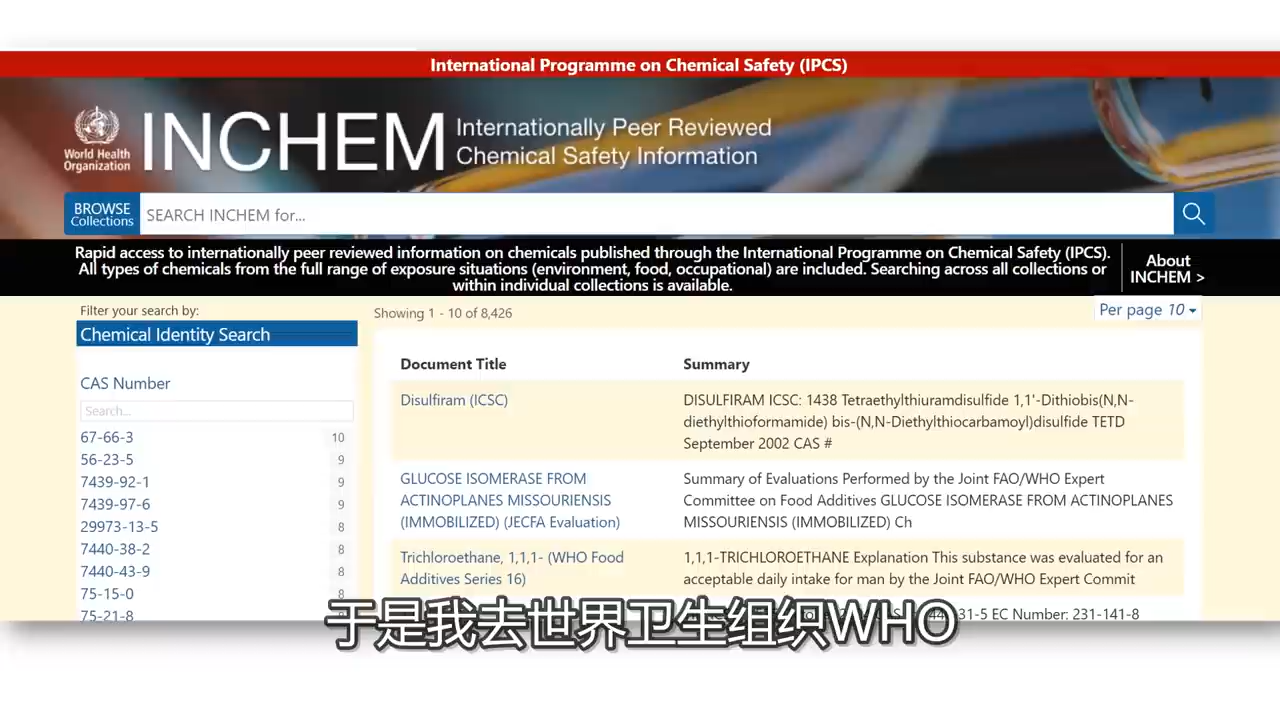 International Programme on Chemical Safety (IPCS)
World Health
Organization
INCHEM
Internationally Peer Reviewed
Chemical Safety Information
BROWSE
Collections
SEARCH INCHEM for...
Rapid access to internationally peer reviewed information on chemicals published through the International Programme on Chemical Safety (IPCS).
All types of chemicals from the full range of exposure situations (environment, food, occupational) are included. Searching across all collections or
within individual collections is available.
About
INCHEM >
Filter your search by:
Chemical Identity Search
CAS Number
Search...
67-66-3 10
56-23-5 9
7439-92-1 9
7439-97-6 9
29973-13-5 8
7440-38-2 8
7440-43-9 8
75-15-0 8
75-21-8
Showing 1 - 10 of 8,426
Per page 10
Document Title Summary
Disulfiram (ICSC)
DISULFIRAM ICSC: 1438 Tetraethylthiuramdisulfide 1,1'-Dithiobis(N,N-
diethylthioformamide) bis-(N,N-Diethylthiocarbamoyl)disulfide TETD
September 2002 CAS #
GLUCOSE ISOMERASE FROM
ACTINOPLANES MISSOURIENSIS
(IMMOBILIZED) (JECFA Evaluation)
Summary of Evaluations Performed by the Joint FAO/WHO Expert
Committee on Food Additives GLUCOSE ISOMERASE FROM ACTINOPLANES
MISSOURIENSIS (IMMOBILIZED) Ch
Trichloroethane, 1,1,1- (WHO Food
Additives Series 16)
1,1,1-TRICHLOROETHANE Explanation This substance was evaluated for an
acceptable daily intake for man by the Joint FAO/WHO Expert Commit
31-5 EC Number: 231-141-8
于是我去世界卫生组织WHO